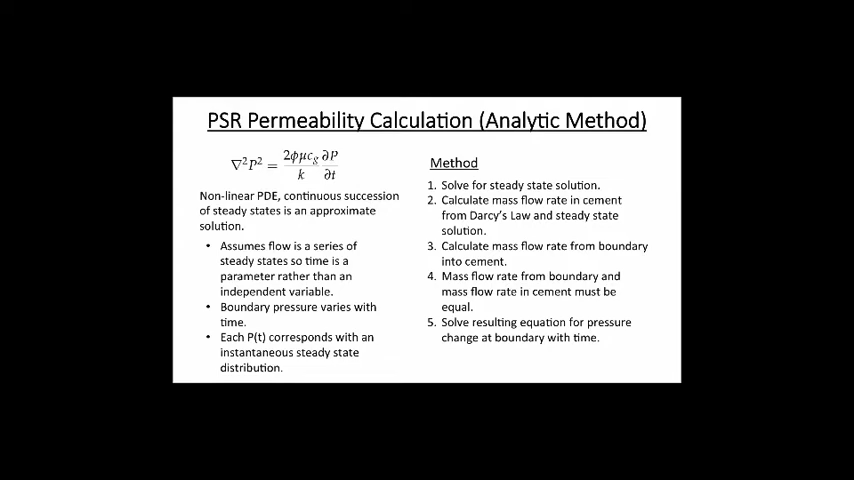 PSR Permeability Calculation (Analytic Method)
∇²P² = 2ϕμc_g/k ∂P/∂t
Non-linear PDE, continuous succession
of steady states is an approximate
solution.
• Assumes flow is a series of
steady states so time is a
parameter rather than an
independent variable.
• Boundary pressure varies with
time.
• Each P(t) corresponds with an
instantaneous steady state
distribution.
Method
1. Solve for steady state solution.
2. Calculate mass flow rate in cement
from Darcy's Law and steady state
solution.
3. Calculate mass flow rate from boundary
into cement.
4. Mass flow rate from boundary and
mass flow rate in cement must be
equal.
5. Solve resulting equation for pressure
change at boundary with time.